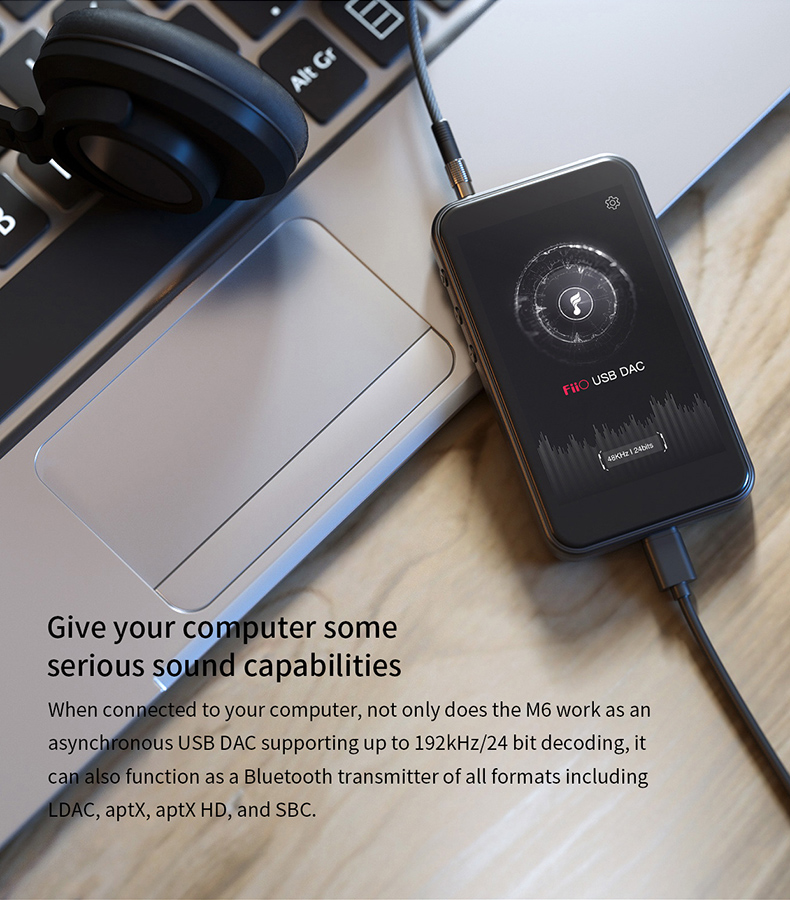 Alt Gr
B
FiiO USB DAC
48KHz I 24bits
Give your computer some
serious sound capabilities
When connected to your computer, not only does the M6 work as an
asynchronous USB DAC supporting up to 192kHz/24 bit decoding, it
can also function as a Bluetooth transmitter of all formats including
LDAC, aptX, aptX HD, and SBC.